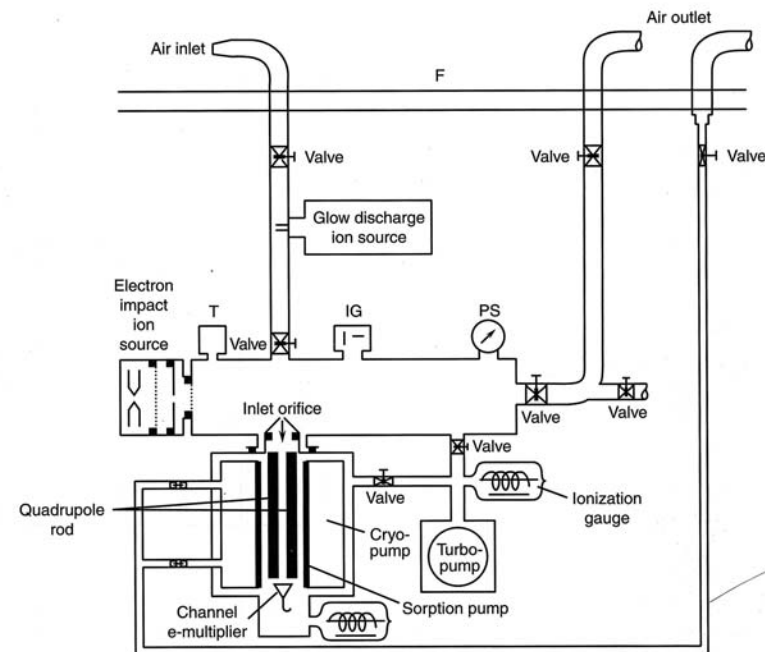 Air inlet
Air outlet
F
Valve
Valve
Valve
Glow discharge
ion source
Electron
impact
ion
source
T
IG
PS
Valve
Inlet orifice
Valve
Valve
Valve
Valve
Quadrupole
rod
Cryo-
pump
Turbo-
pump
Ionization
gauge
Sorption pump
Channel
e-multiplier